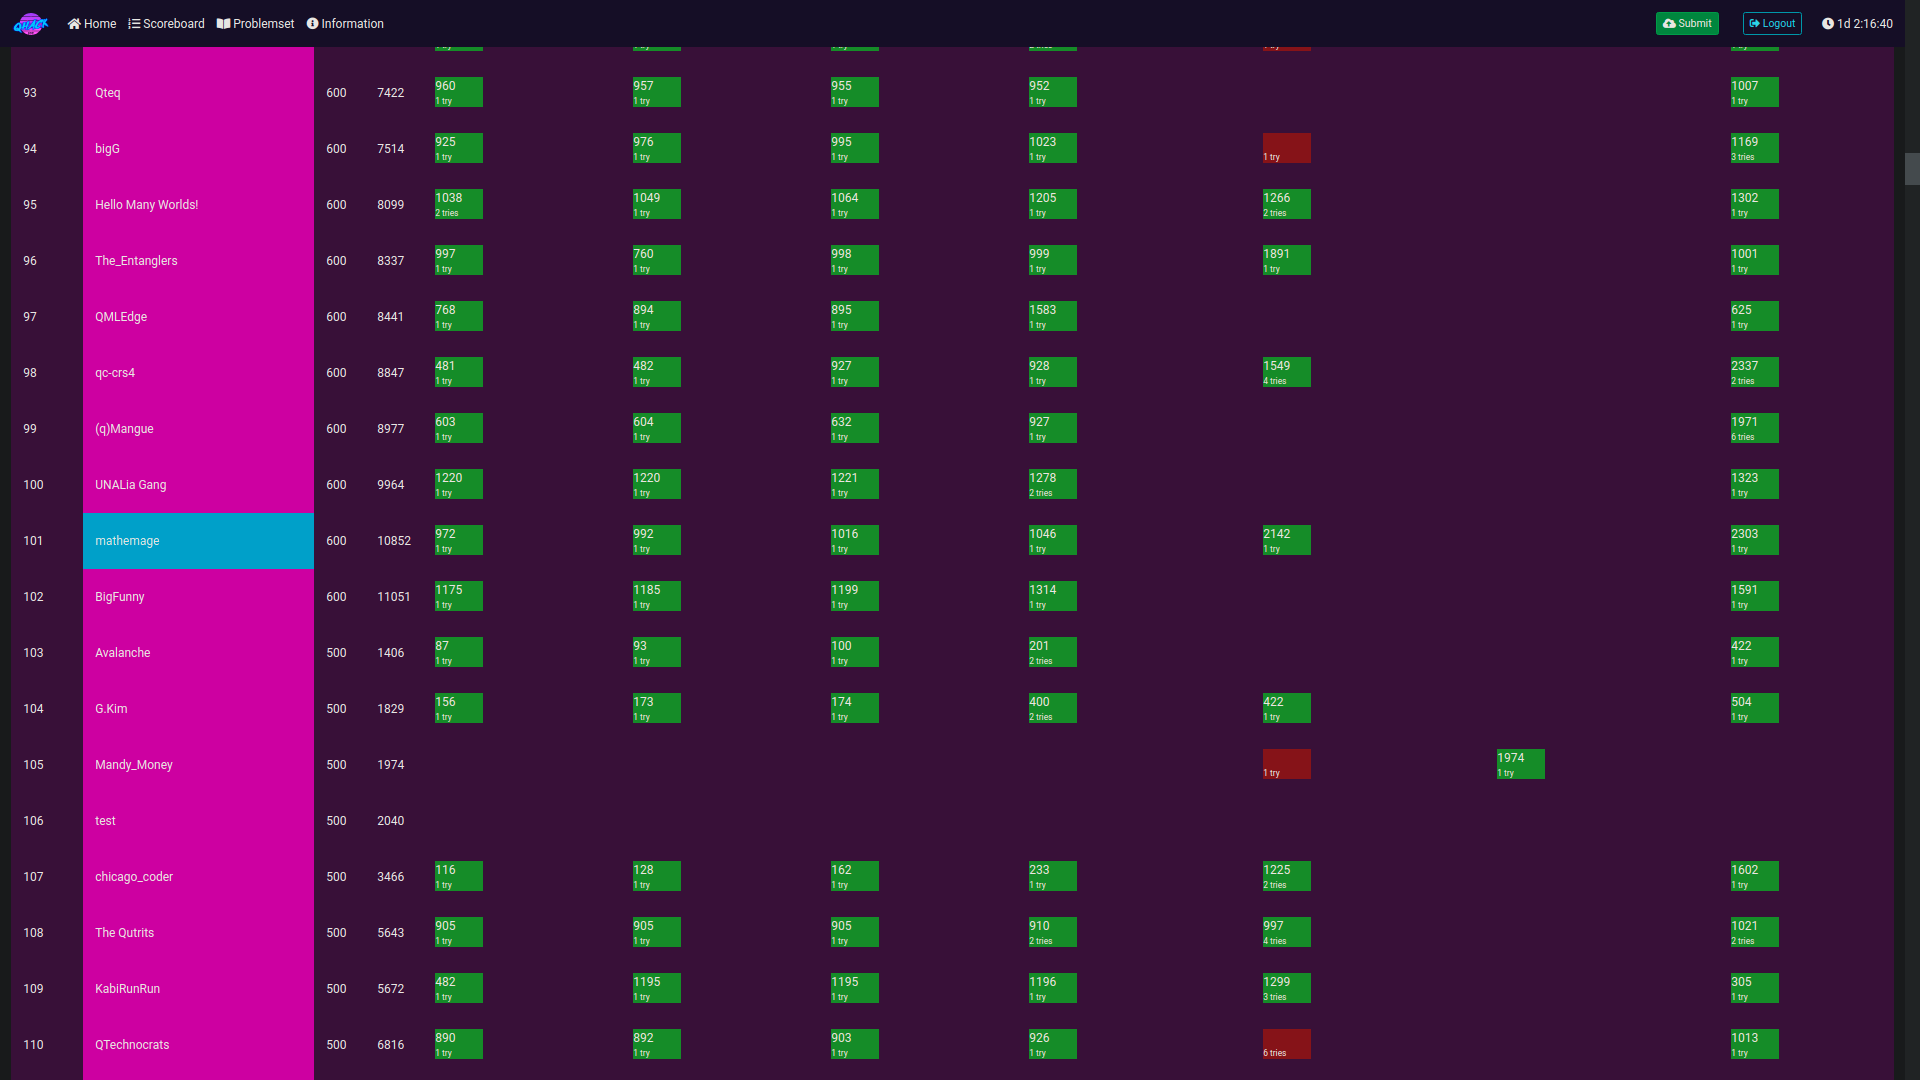 QHACK Home Scoreboard Problemset Information Submit Logout 1d 2:16:40
93 Qteq 600 7422 960 957 955 952 1007
1 try 1 try 1 try 1 try 1 try
94 bigG 600 7514 925 976 995 1023 1169
1 try 1 try 1 try 1 try 1 try 3 tries
95 Hello Many Worlds! 600 8099 1038 1049 1064 1205 1266 1302
2 tries 1 try 1 try 1 try 2 tries 1 try
96 The_Entanglers 600 8337 997 760 998 999 1891 1001
1 try 1 try 1 try 1 try 1 try 1 try
97 QMLEdge 600 8441 768 894 895 1583 625
1 try 1 try 1 try 1 try 1 try
98 qc-crs4 600 8847 481 482 927 928 1549 2337
1 try 1 try 1 try 1 try 4 tries 2 tries
99 (q)Mangue 600 8977 603 604 632 927 1971
1 try 1 try 1 try 1 try 6 tries
100 UNALia Gang 600 9964 1220 1220 1221 1278 1323
1 try 1 try 1 try 2 tries 1 try
101 mathemage 600 10852 972 992 1016 1046 2142 2303
1 try 1 try 1 try 1 try 1 try 1 try
102 BigFunny 600 11051 1175 1185 1199 1314 1591
1 try 1 try 1 try 1 try 1 try
103 Avalanche 500 1406 87 93 100 201 422
1 try 1 try 1 try 2 tries 1 try
104 G.Kim 500 1829 156 173 174 400 422 504
1 try 1 try 1 try 2 tries 1 try 1 try
105 Mandy_Money 500 1974 1974
1 try 1 try
106 test 500 2040
107 chicago_coder 500 3466 116 128 162 233 1225 1602
1 try 1 try 1 try 1 try 2 tries 1 try
108 The Qutrits 500 5643 905 905 905 910 997 1021
1 try 1 try 1 try 2 tries 4 tries 2 tries
109 KabiRunRun 500 5672 482 1195 1195 1196 1299 305
1 try 1 try 1 try 1 try 3 tries 1 try
110 QTechnocrats 500 6816 890 892 903 926 1013
1 try 1 try 1 try 1 try 6 tries 1 try